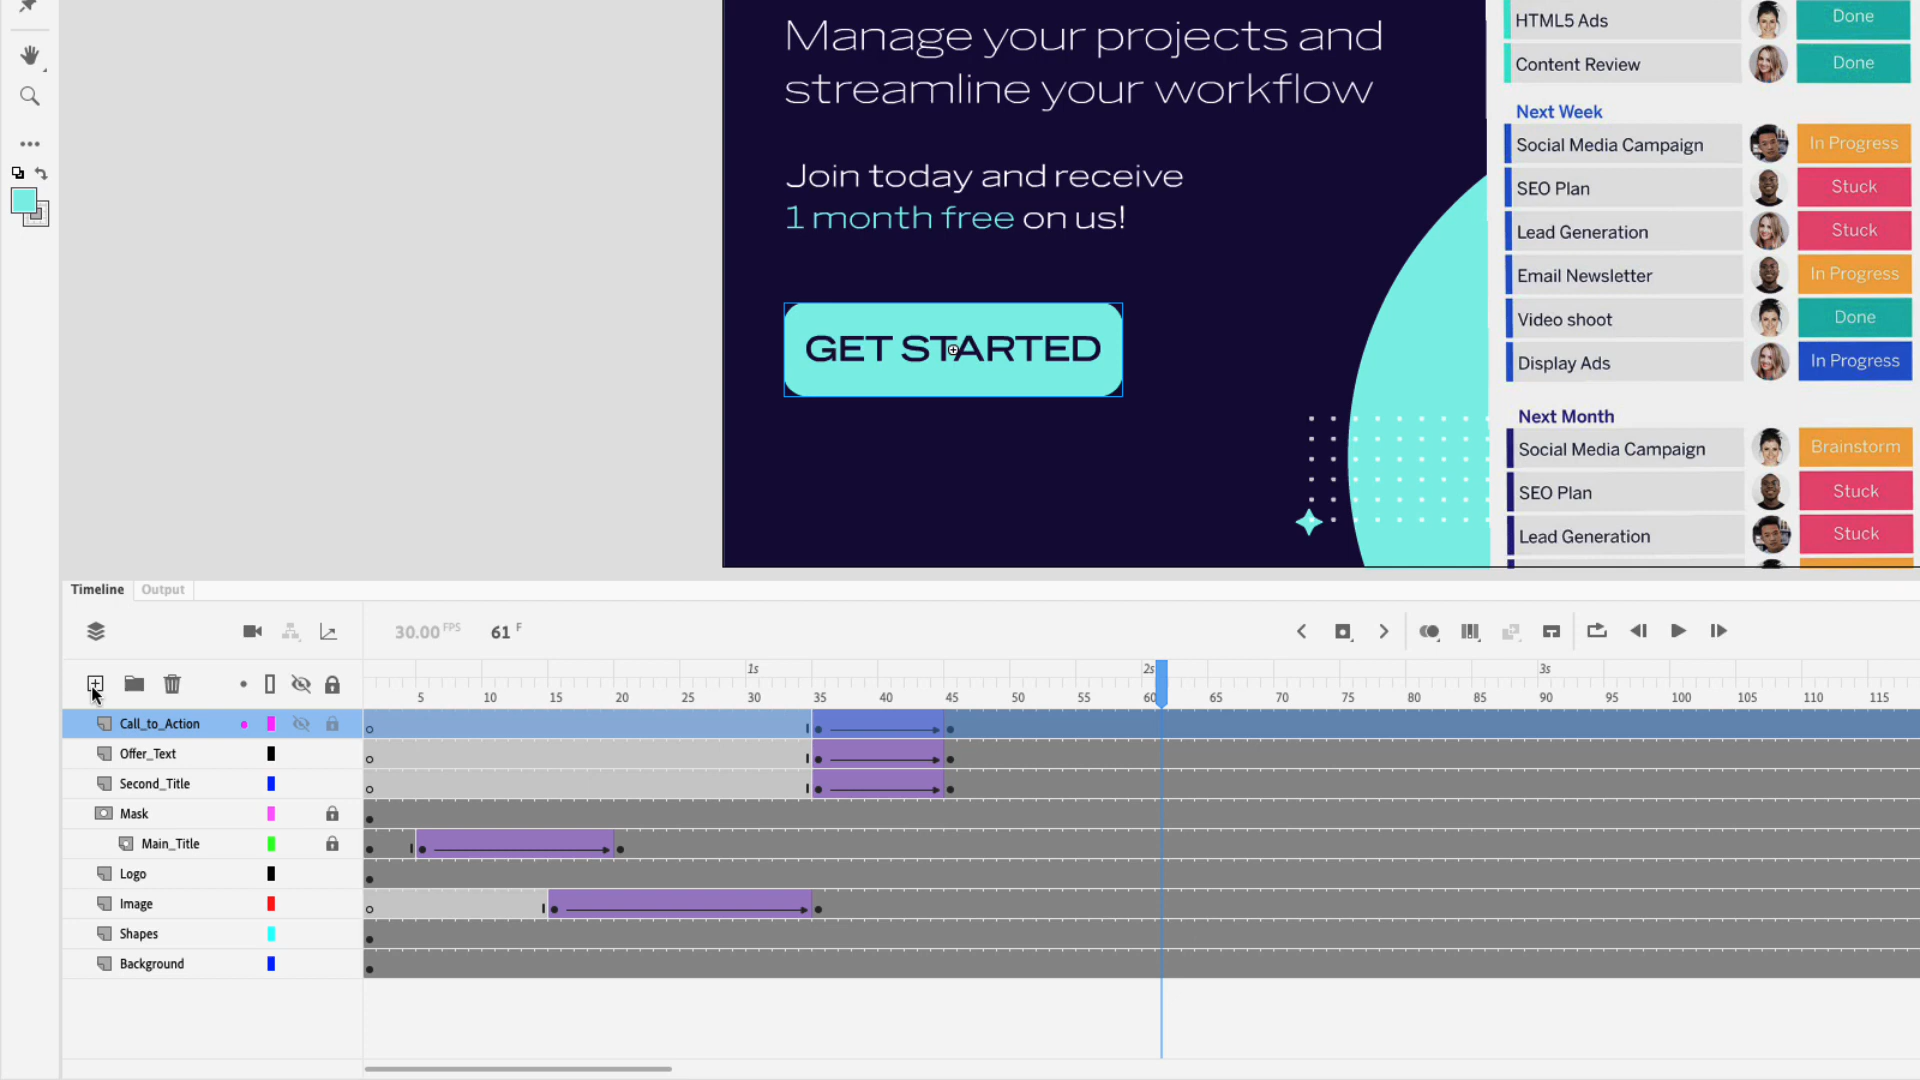 Manage your projects and
streamline your workflow
Join today and receive
1 month free on us!
GET STARTED
HTML5 Ads Done
Content Review Done
Next Week
Social Media Campaign In Progress
SEO Plan Stuck
Lead Generation Stuck
Email Newsletter In Progress
Video shoot Done
Display Ads In Progress
Next Month
Social Media Campaign Brainstorm
SEO Plan Stuck
Lead Generation Stuck
Timeline Output
30.00 FPS 61 F
1s 2s 3s
5 10 15 20 25 30 35 40 45 50 55 60 65 70 75 80 85 90 95 100 105 110 115
Call_to_Action
Offer_Text
Second_Title
Mask
Main_Title
Logo
Image
Shapes
Background